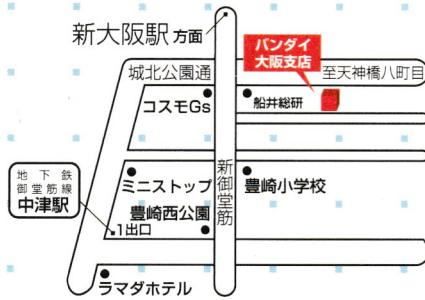 新大阪駅 方面
バンダイ
大阪支店
城北公園通
至天神橋八町目
コスモGs
船井総研
新御堂筋
地下鉄
御堂筋線
中津駅
ミニストップ
豊崎小学校
豊崎西公園
1出口
ラマダホテル